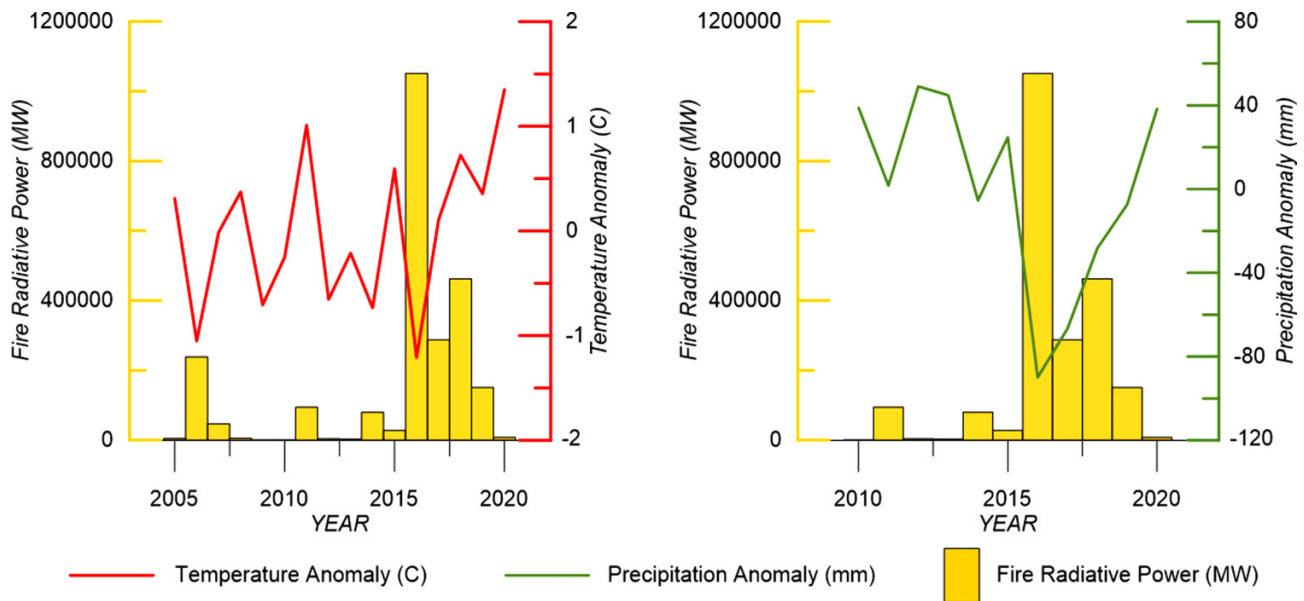 1200000
800000
400000
0
Fire Radiative Power (MW)
2
1
0
-1
-2
Temperature Anomaly (C)
2005
2010
2015
2020
YEAR
1200000
800000
400000
0
Fire Radiative Power (MW)
80
40
0
-40
-80
-120
Precipitation Anomaly (mm)
2010
2015
2020
YEAR
Temperature Anomaly (C)
Precipitation Anomaly (mm)
Fire Radiative Power (MW)